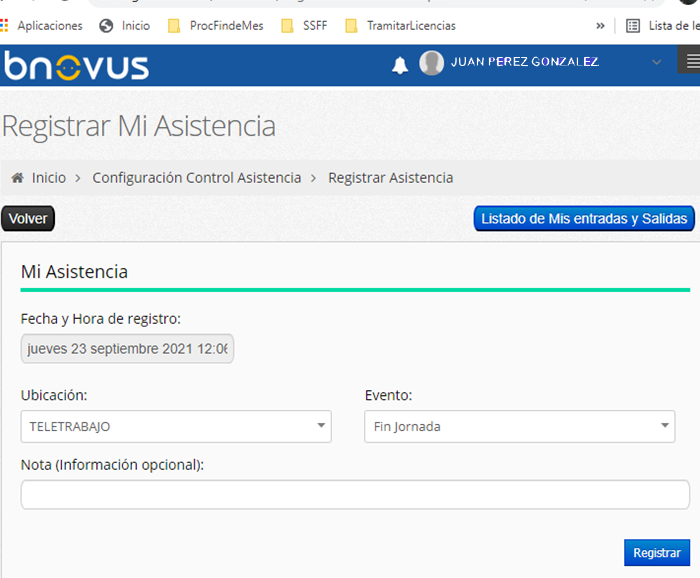 Aplicaciones Inicio ProcFindeMes SSFF TramitarLicencias » Lista de le
bnovus JUAN PEREZ GONZALEZ
Registrar Mi Asistencia
Inicio > Configuración Control Asistencia > Registrar Asistencia
Volver Listado de Mis entradas y Salidas
Mi Asistencia
Fecha y Hora de registro:
jueves 23 septiembre 2021 12:06
Ubicación: Evento:
TELETRABAJO Fin Jornada
Nota (Información opcional):
Registrar